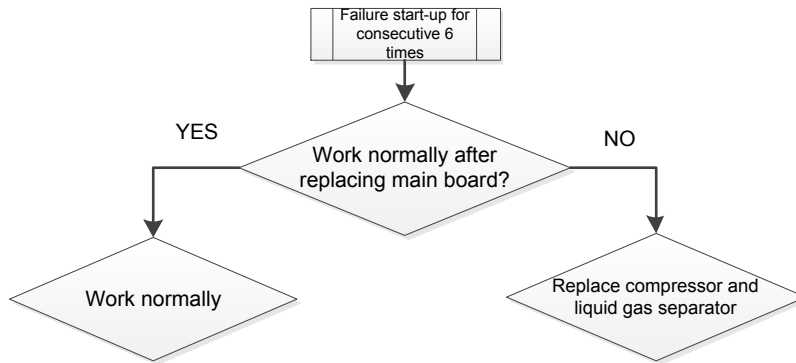 Failure start-up for
consecutive 6
times
YES
NO
Work normally after
replacing main board?
Work normally
Replace compressor and
liquid gas separator